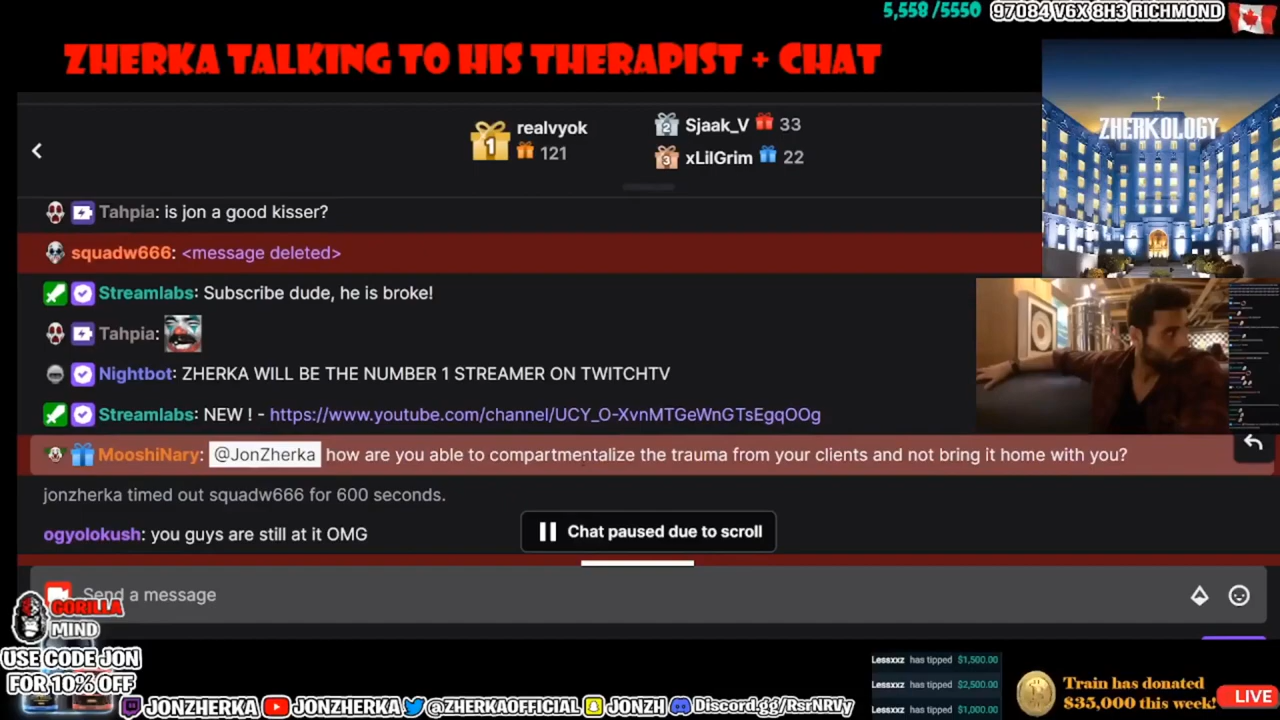 5,558 /5550
97084 V6X 8H3 RICHMOND
ZHERKA TALKING TO HIS THERAPIST + CHAT
ZHERKOLOGY
1
realvyok
121
2
Sjaak_V 33
3
xLilGrim 22
Tahpia: is jon a good kisser?
squadw666: <message deleted>
Streamlabs: Subscribe dude, he is broke!
Tahpia:
Nightbot: ZHERKA WILL BE THE NUMBER 1 STREAMER ON TWITCHTV
Streamlabs: NEW ! - https://www.youtube.com/channel/UCY_O-XvnMTGeWnGTsEgqOOg
MooshiNary: @JonZherka how are you able to compartmentalize the trauma from your clients and not bring it home with you?
jonzherka timed out squadw666 for 600 seconds.
ogyolokush: you guys are still at it OMG
Chat paused due to scroll
Send a message
GORILLA
MIND
USE CODE JON
FOR 10% OFF
JONZHERKA JONZHERKA @ZHERKAOFFICIAL JONZH Discord.gg/RsrNRVy
Lessxxz has tipped $1,500.00
Lessxxz has tipped $2,500.00
Lessxxz has tipped $1,000.00
Train has donated
$35,000 this week!
LIVE